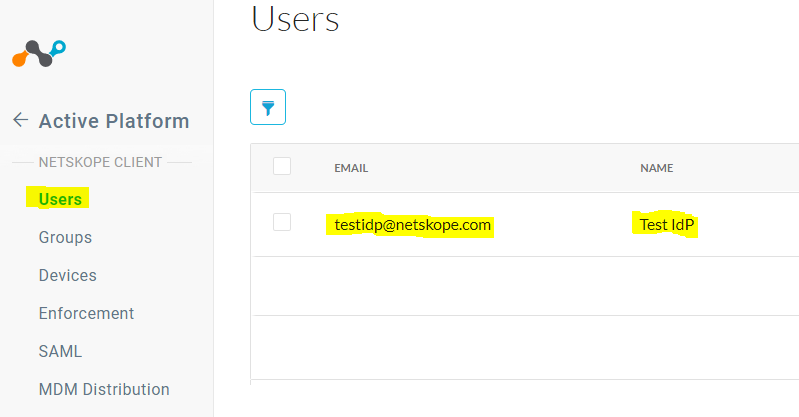 Users
Active Platform
NETSKOPE CLIENT
Users
Groups
Devices
Enforcement
SAML
MDM Distribution
EMAIL NAME
testidp@netskope.com Test IdP